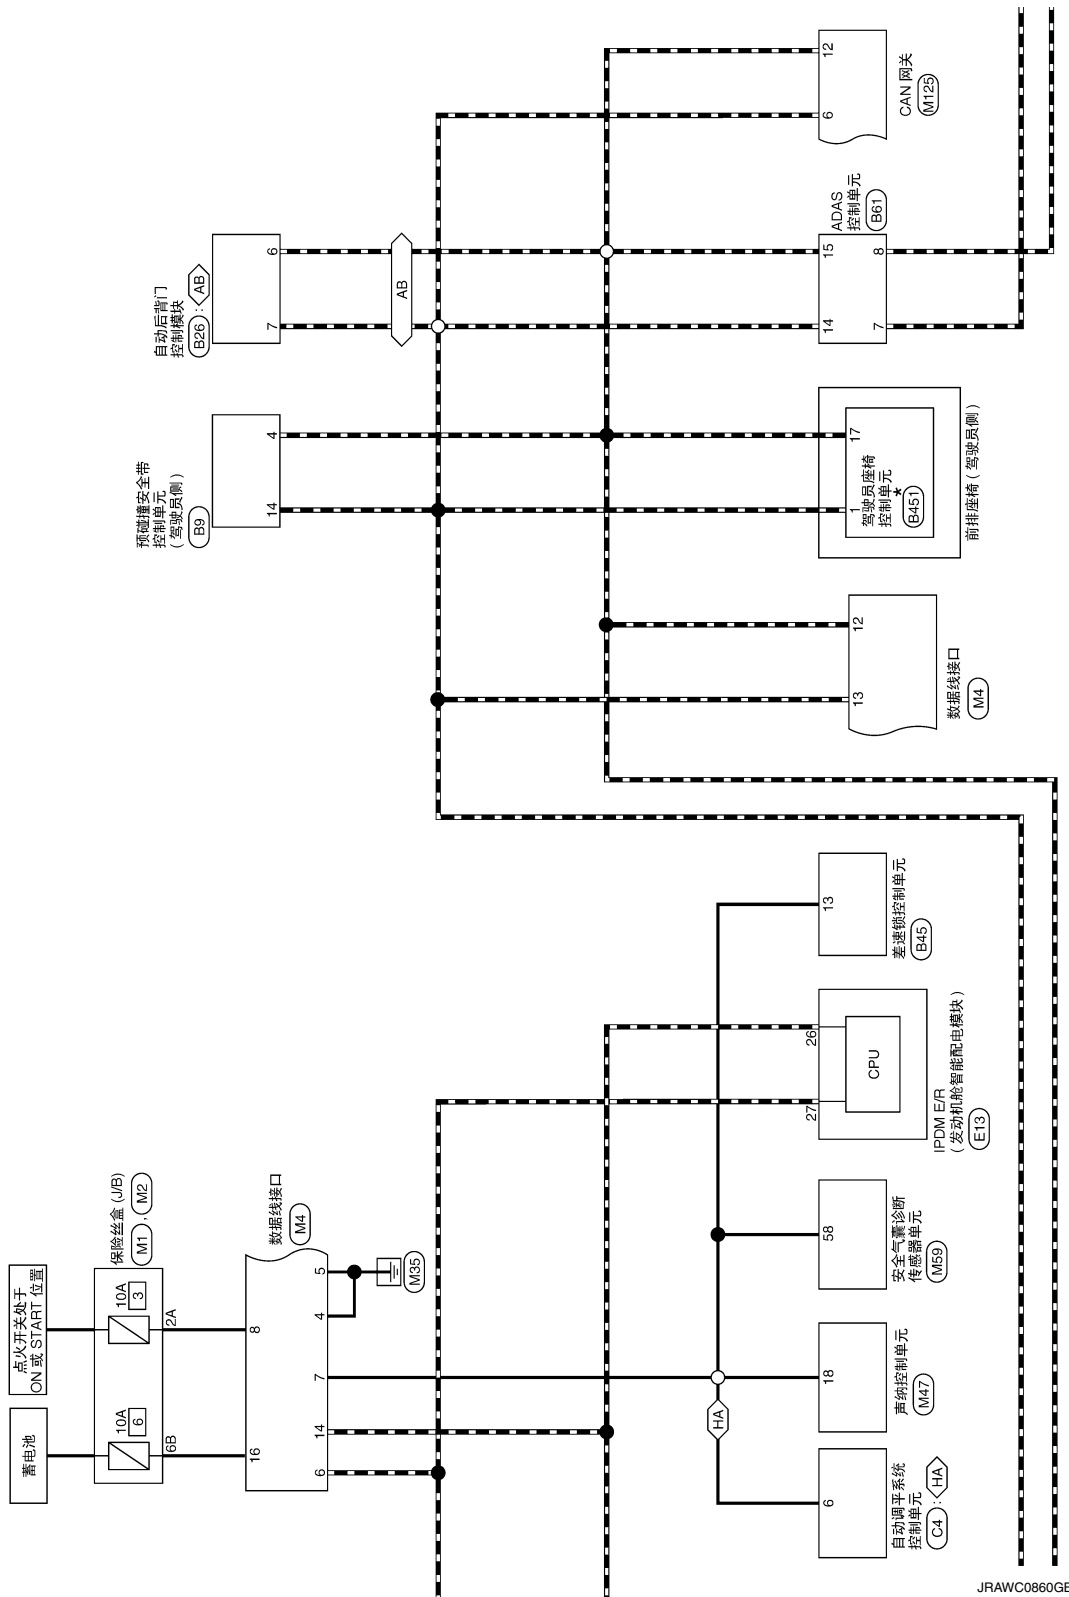 点火开关处于
ON 或 START 位置
蓄电池
保险丝盒 (J/B)
M1 , M2
10A
3
2A
10A
6
6B
数据线接口
M4
8
16
5
4
7
14
6
M35
HA
6
自动调平系统
控制单元
C4 : HA
18
声纳控制单元
M47
58
安全气囊诊断
传感器单元
M59
27
26
CPU
IPDM E/R
( 发动机舱智能配电模块 )
E13
13
差速锁控制单元
B45
预碰撞安全带
控制单元
( 驾驶员侧 )
B9
14
4
自动后背门
控制模块
B26 : AB
7
6
AB
13
12
数据线接口
M4
1
17
驾驶员座椅
控制单元
*
B451
前排座椅 ( 驾驶员侧 )
14
15
7
8
ADAS
控制单元
B61
6
12
CAN 网关
M125
JRAWC0860GB